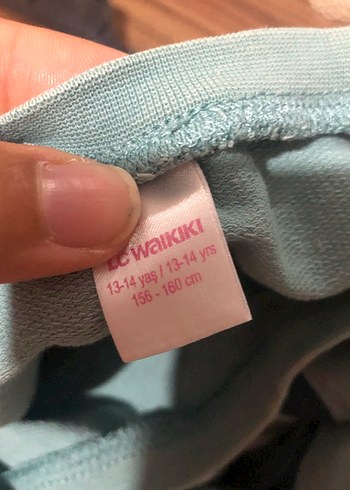 LC WAIKIKI
13-14 yaş / 13-14 yrs
156 - 160 cm